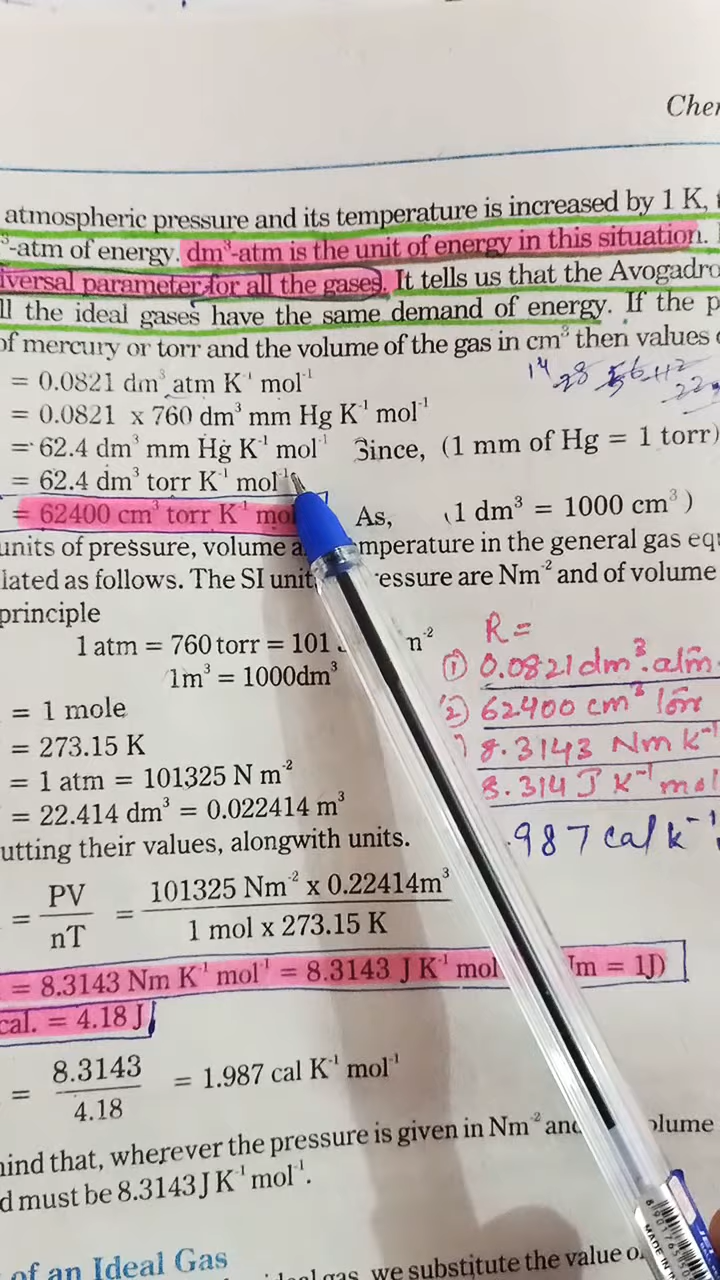 Chem
atmospheric pressure and its temperature is increased by 1 K,
³-atm of energy. dm³-atm is the unit of energy in this situation.
iversal parameter for all the gases. It tells us that the Avogadro
ll the ideal gases have the same demand of energy. If the p
of mercury or torr and the volume of the gas in cm³ then values
= 0.0821 dm³ atm K⁻¹ mol⁻¹
14 28
= 0.0821 x 760 dm³ mm Hg K⁻¹ mol⁻¹
= 62.4 dm³ mm Hg K⁻¹ mol⁻¹ Since, (1 mm of Hg = 1 torr)
= 62.4 dm³ torr K⁻¹ mol⁻¹
= 62400 cm³ torr K⁻¹ mo As, (1 dm³ = 1000 cm³ )
units of pressure, volume a mperature in the general gas equ
lated as follows. The SI unit ressure are Nm⁻² and of volume
principle
1 atm = 760 torr = 101
1m³ = 1000dm³
= 1 mole
= 273.15 K
= 1 atm = 101325 N m⁻²
= 22.414 dm³ = 0.022414 m³
utting their values, alongwith units.
R =
① 0.0821 dm³. atm
2) 62400 cm³ torr
) 8.3143 Nm k⁻¹
8.314 J K⁻¹ mol
.987 cal k⁻¹
= PV/nT = 101325 Nm⁻² x 0.22414m³ / 1 mol x 273.15 K
= 8.3143 Nm K⁻¹ mol⁻¹ = 8.3143 J K⁻¹ mol m = 1J)
cal. = 4.18 J
= 8.3143/4.18 = 1.987 cal K⁻¹ mol⁻¹
ind that, wherever the pressure is given in Nm⁻² and olume
d must be 8.3143 J K⁻¹ mol⁻¹.
of an Ideal Gas
gas, we substitute the value o
MADE IN